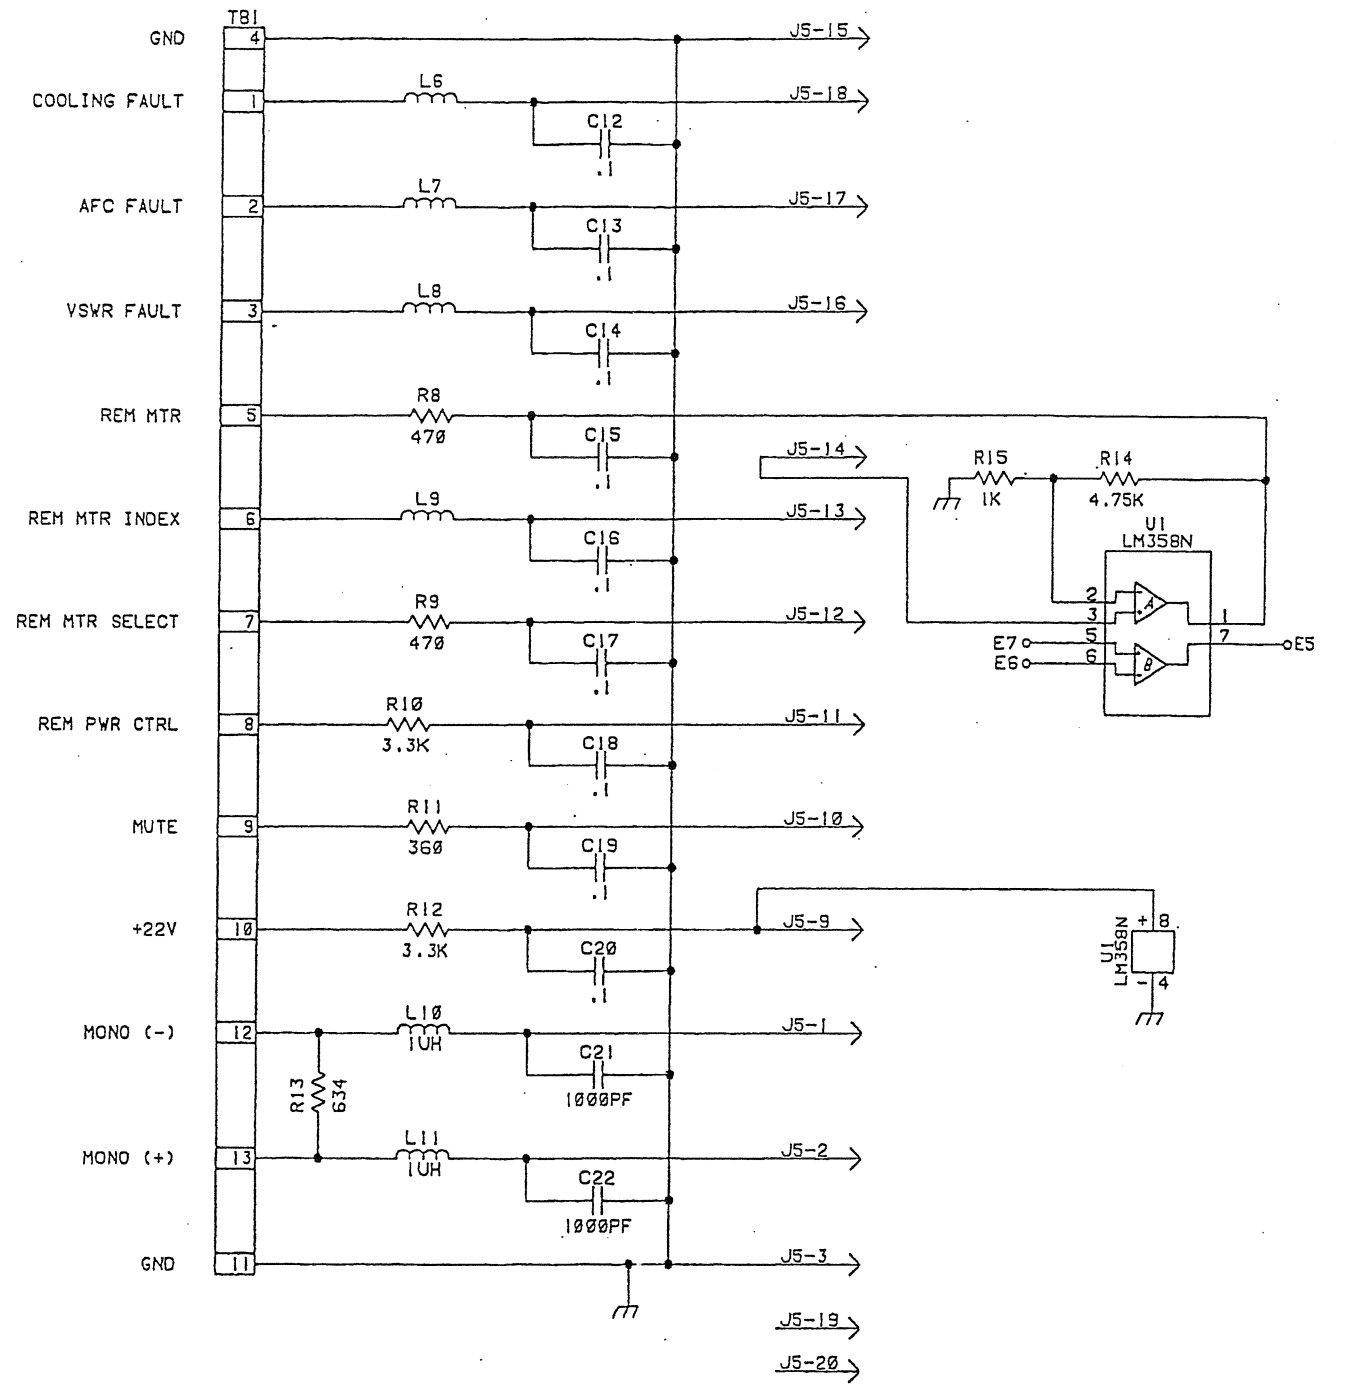 TB1
GND 4 J5-15
COOLING FAULT 1 L6 J5-18
C12
.1
AFC FAULT 2 L7 J5-17
C13
.1
VSWR FAULT 3 L8 J5-16
C14
.1
REM MTR 5 R8
470
C15
.1
J5-14
R15
1K
R14
4.75K
REM MTR INDEX 6 L9 J5-13
C16
.1
U1
LM358N
2
3
5
6
A
B
1
7
E7
E6
E5
REM MTR SELECT 7 R9 J5-12
470
C17
.1
REM PWR CTRL 8 R10 J5-11
3.3K
C18
.1
MUTE 9 R11 J5-10
360
C19
.1
+22V 10 R12 J5-9
3.3K
C20
.1
U1
LM358N
+ 8
- 4
MONO (-) 12 L10 J5-1
1UH
C21
1000PF
R13
634
MONO (+) 13 L11 J5-2
1UH
C22
1000PF
GND 11 J5-3
J5-19
J5-20